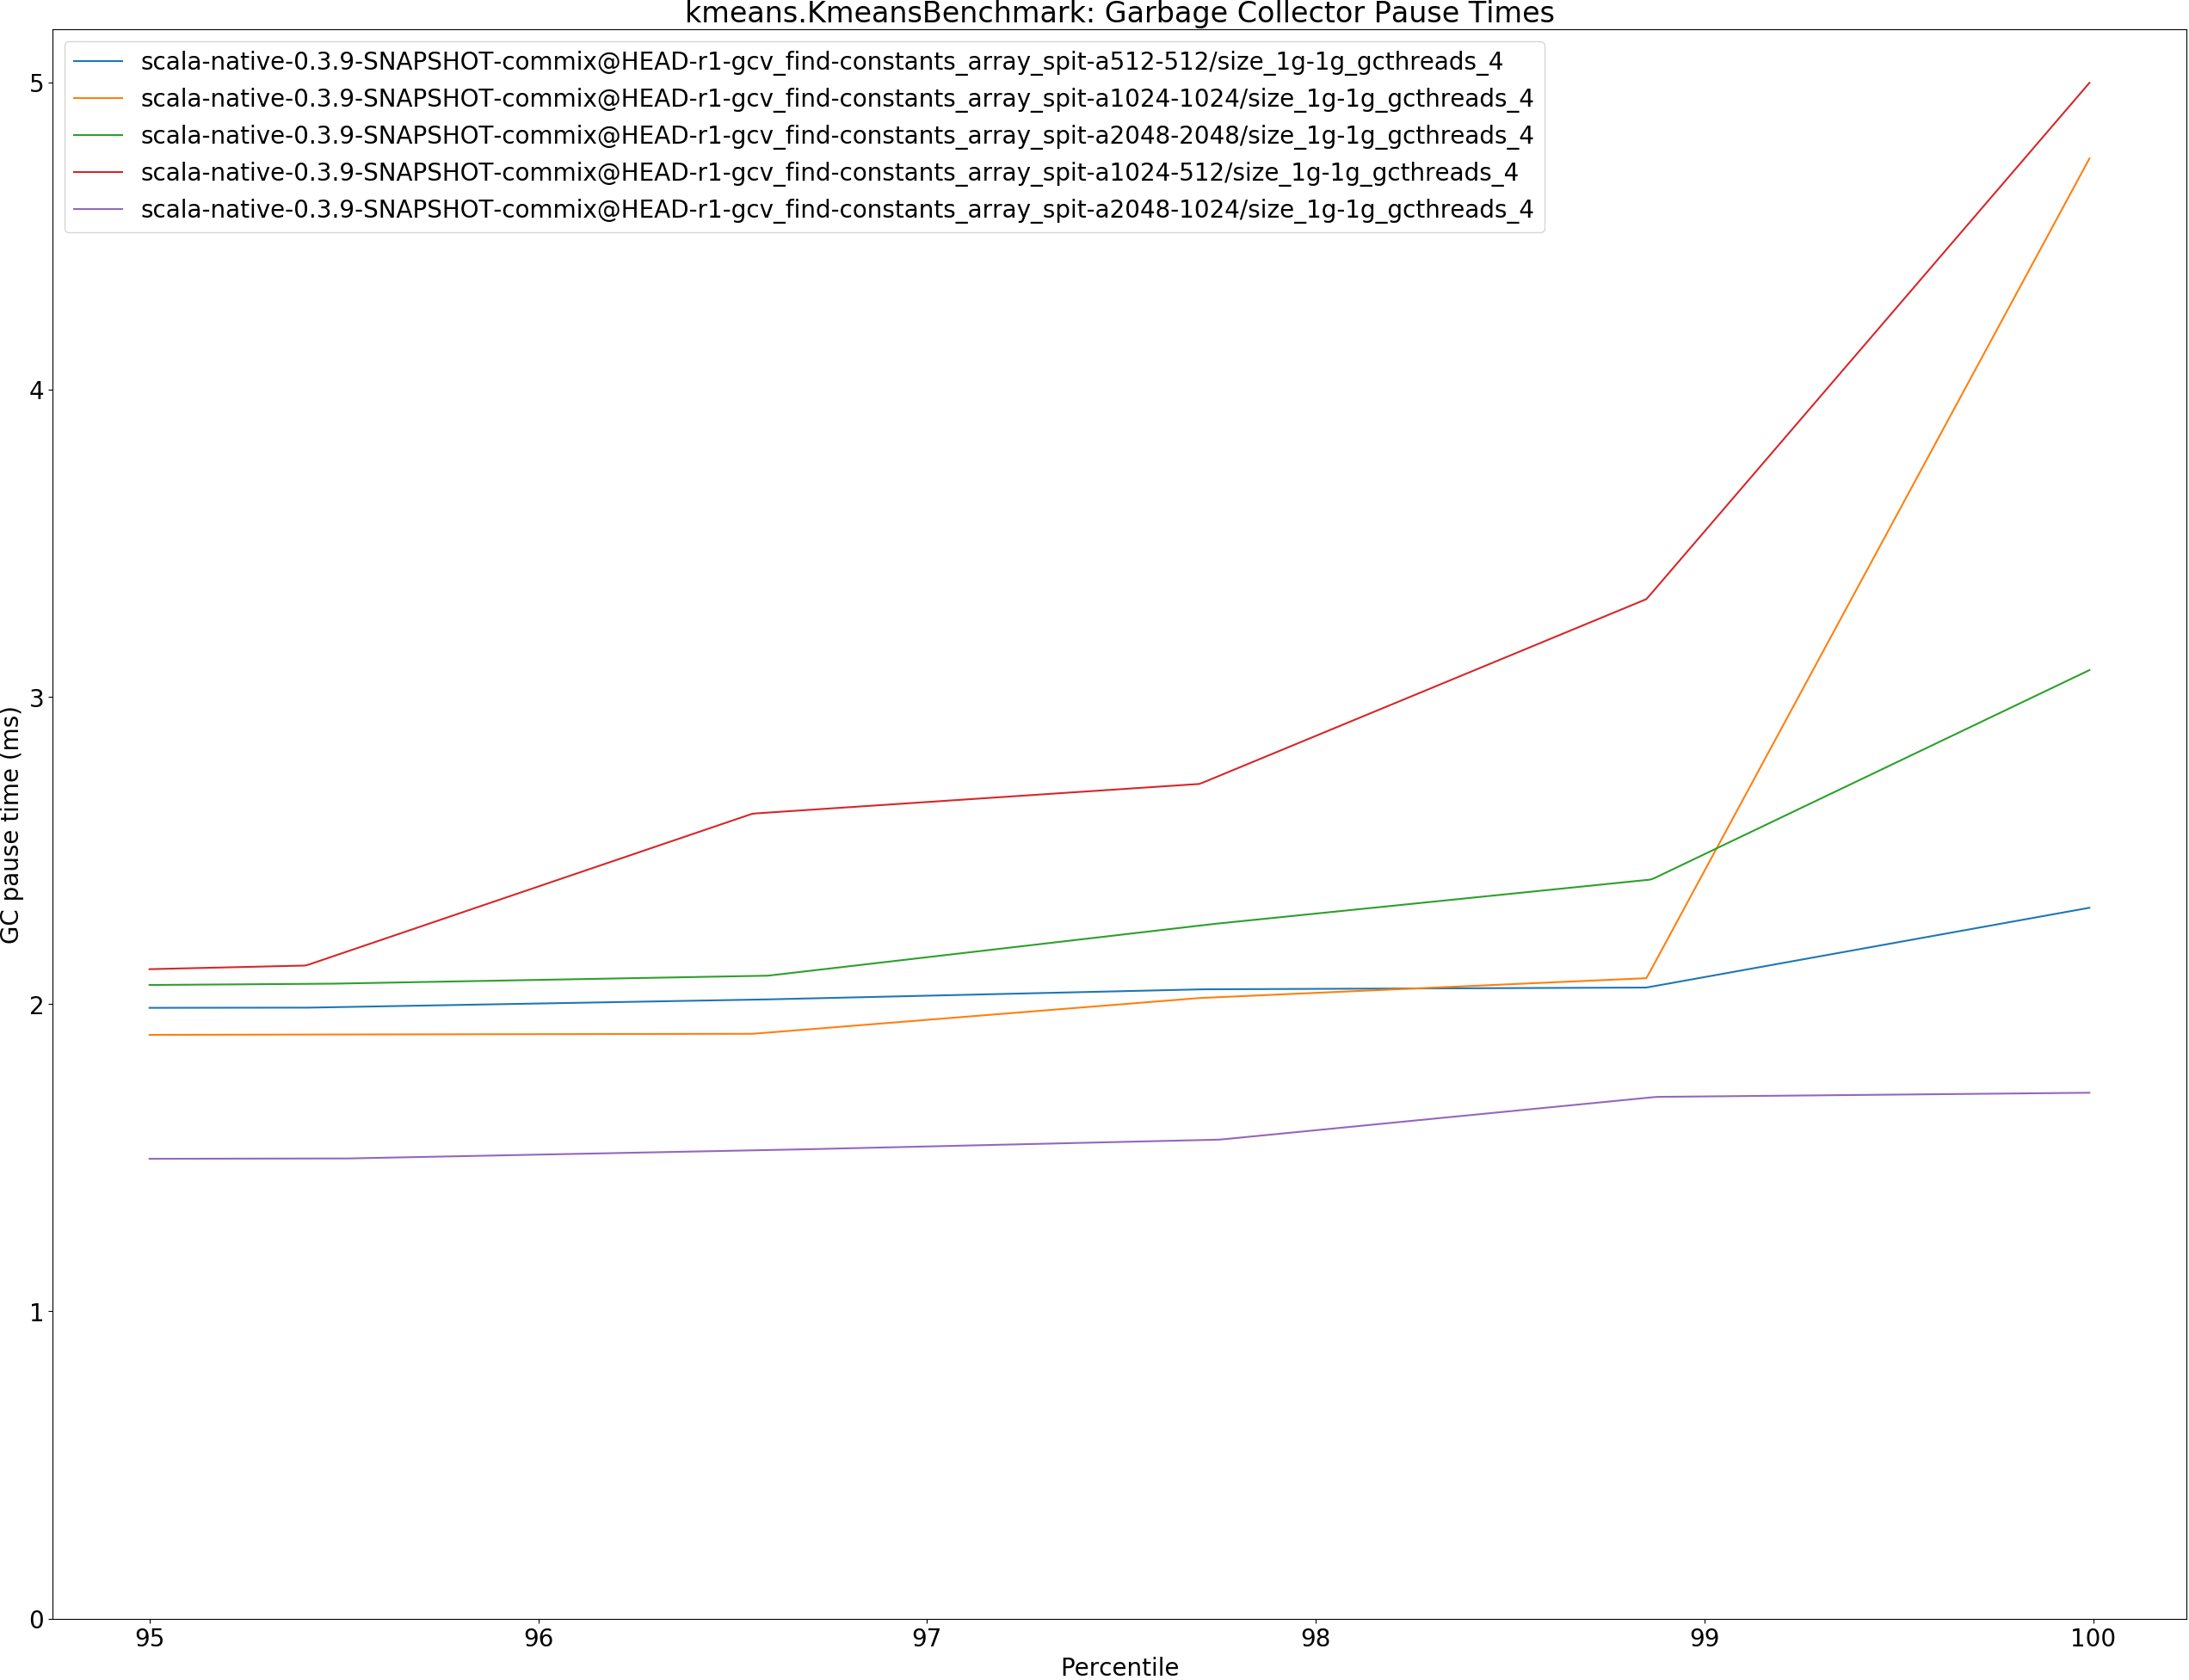 kmeans.KmeansBenchmark: Garbage Collector Pause Times
scala-native-0.3.9-SNAPSHOT-commix@HEAD-r1-gcv_find-constants_array_spit-a512-512/size_1g-1g_gcthreads_4
scala-native-0.3.9-SNAPSHOT-commix@HEAD-r1-gcv_find-constants_array_spit-a1024-1024/size_1g-1g_gcthreads_4
scala-native-0.3.9-SNAPSHOT-commix@HEAD-r1-gcv_find-constants_array_spit-a2048-2048/size_1g-1g_gcthreads_4
scala-native-0.3.9-SNAPSHOT-commix@HEAD-r1-gcv_find-constants_array_spit-a1024-512/size_1g-1g_gcthreads_4
scala-native-0.3.9-SNAPSHOT-commix@HEAD-r1-gcv_find-constants_array_spit-a2048-1024/size_1g-1g_gcthreads_4
GC pause time (ms)
5
4
3
2
1
0
95 96 97 98 99 100
Percentile